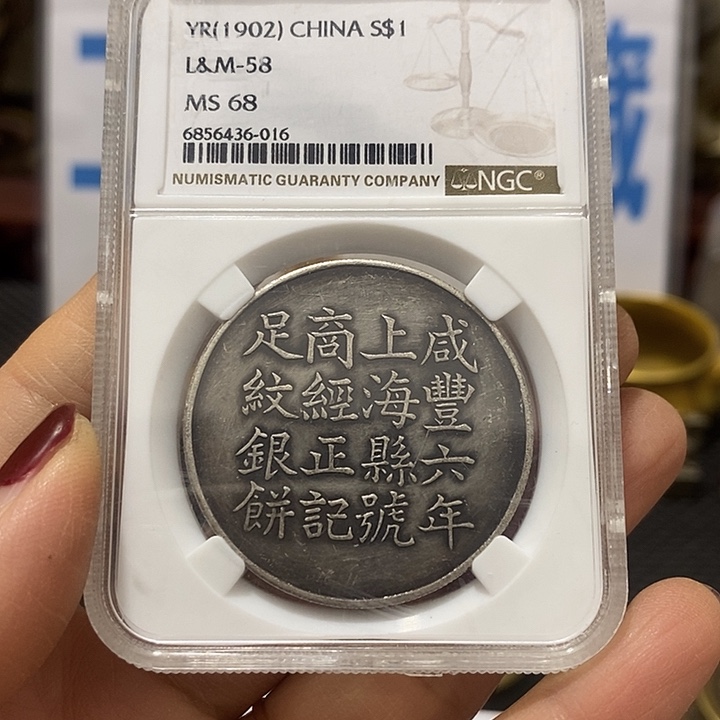 YR(1902) CHINA S$1
L&M-58
MS 68
6856436-016
NUMISMATIC GUARANTY COMPANY NGC®
咸豐六年
上海縣號
商經正記
足紋銀餅